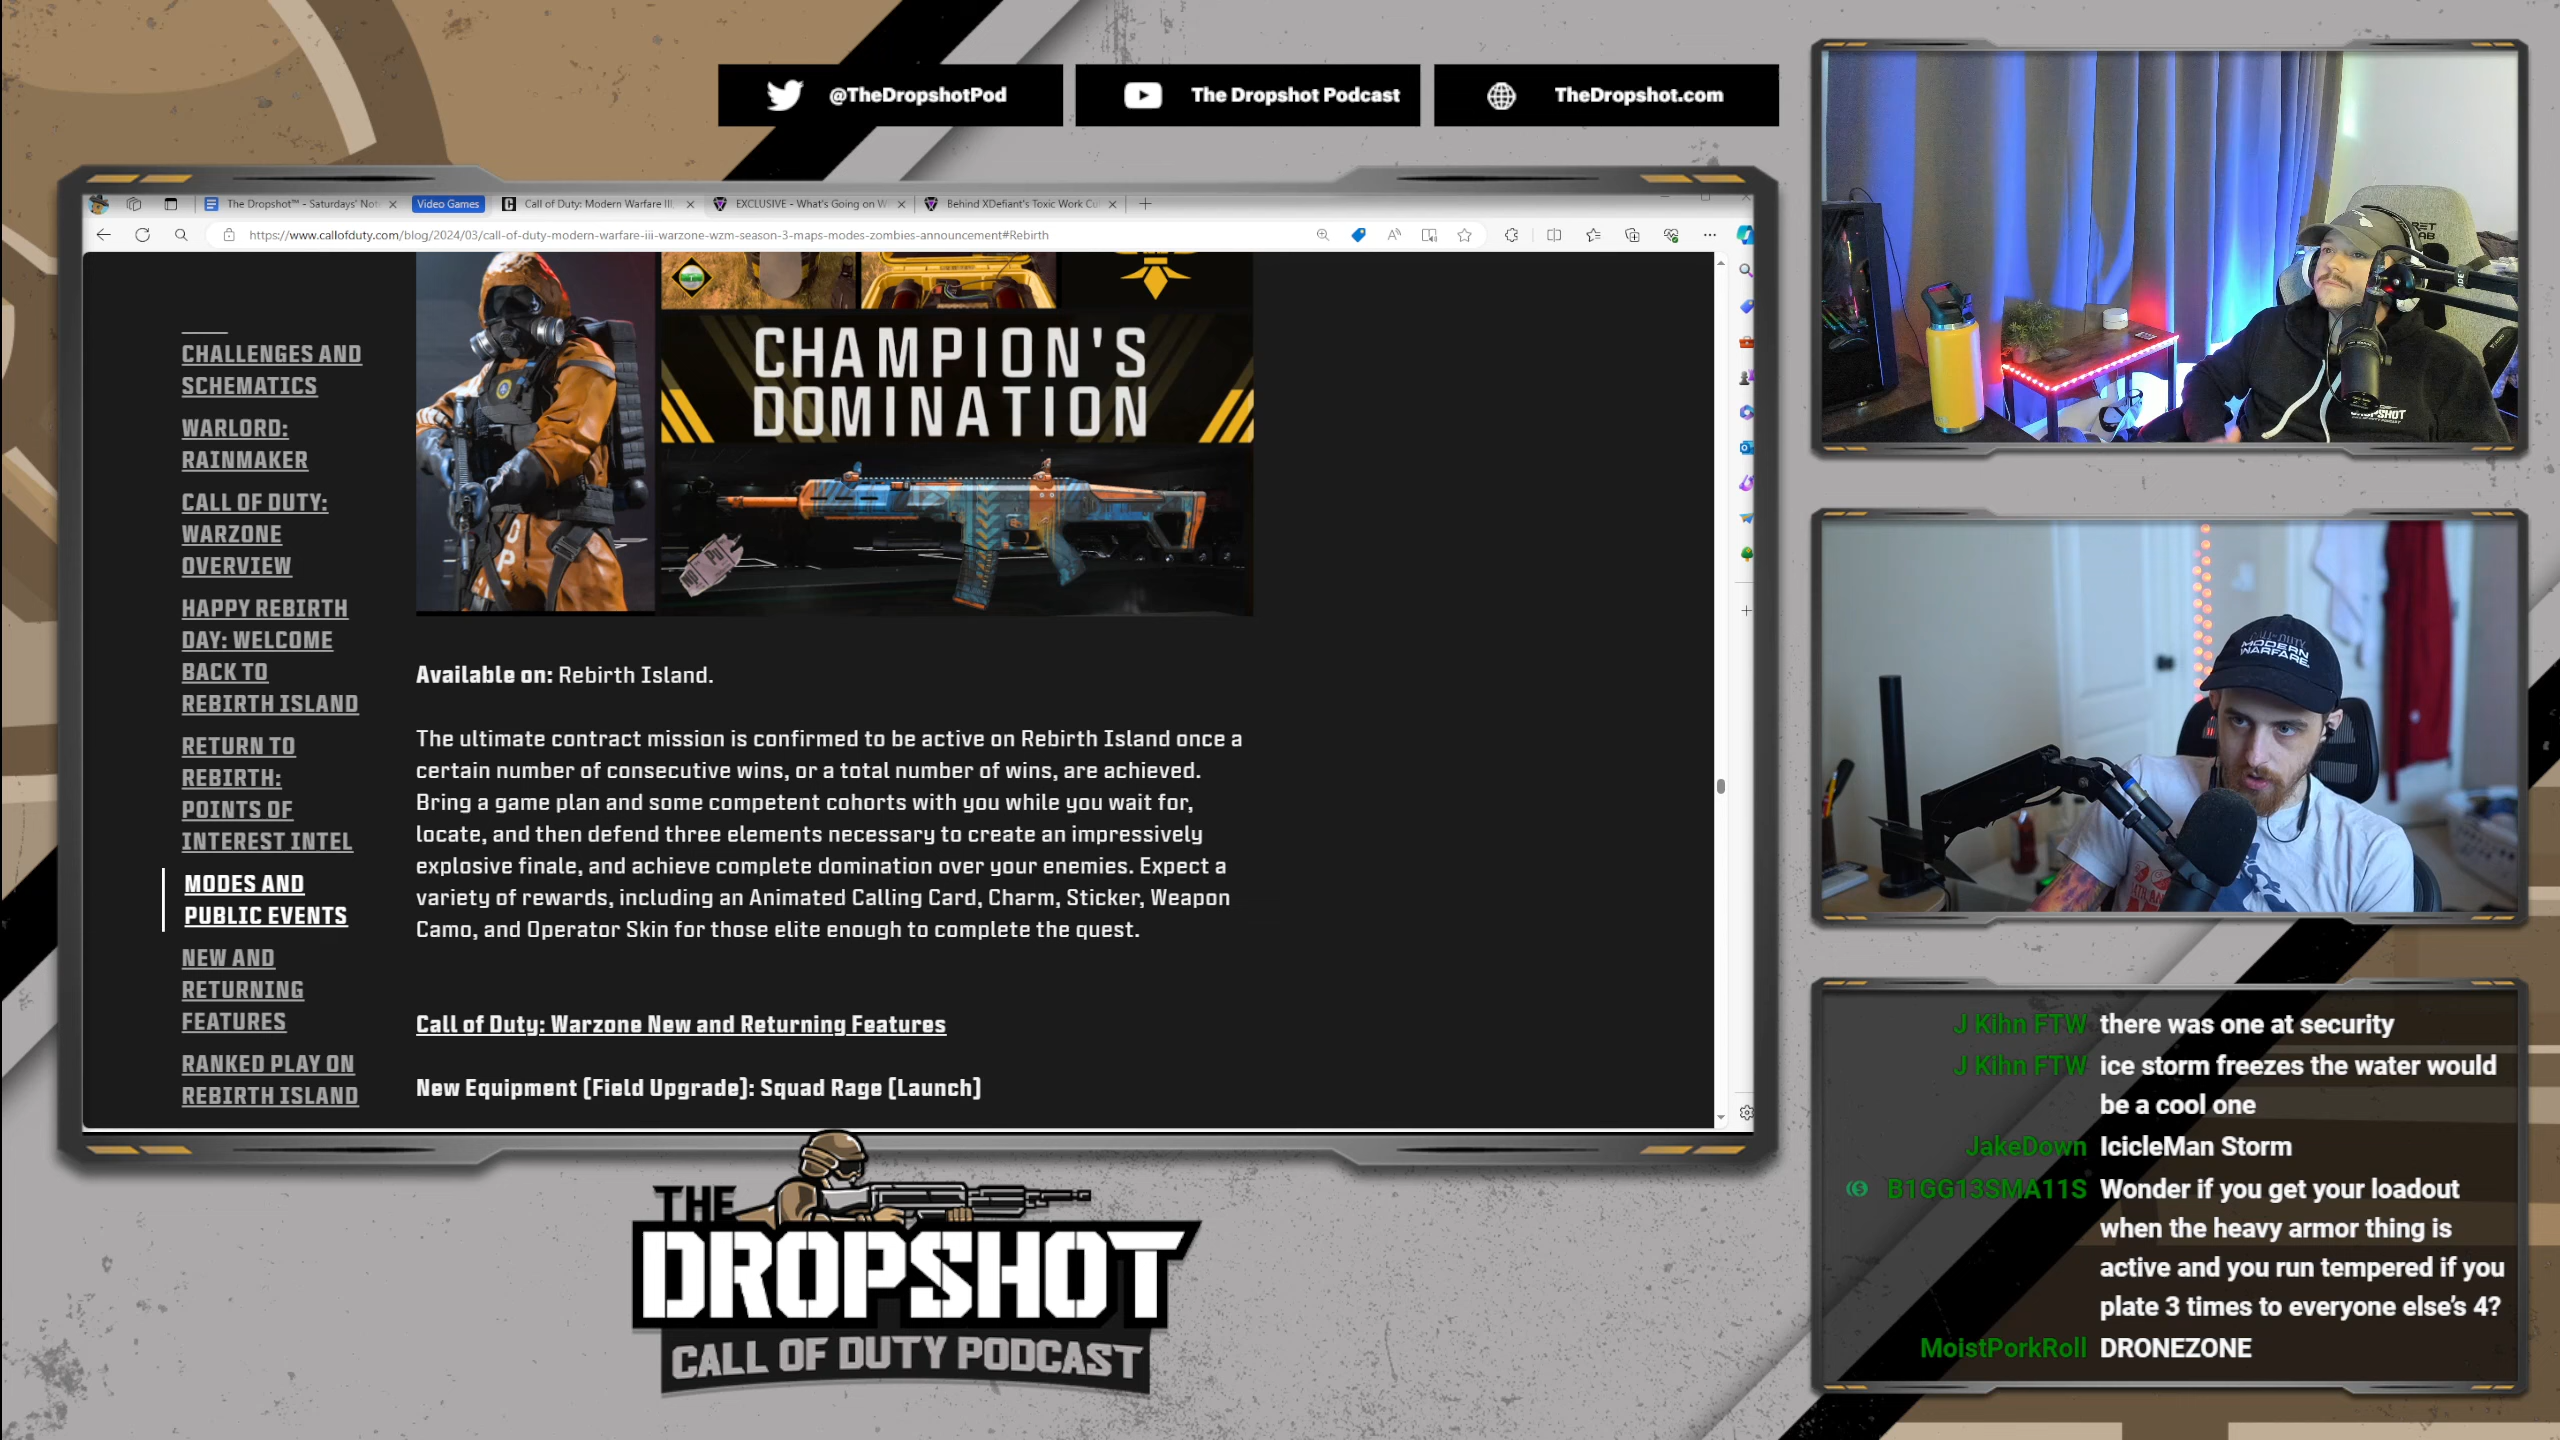 @TheDropshotPod
The Dropshot Podcast
TheDropshot.com
The Dropshot™ - Saturdays' Not
Video Games
Call of Duty: Modern Warfare III
EXCLUSIVE - What's Going on W
Behind XDefiant's Toxic Work Cu
https://www.callofduty.com/blog/2024/03/call-of-duty-modern-warfare-iii-warzone-wzm-season-3-maps-modes-zombies-announcement#Rebirth
CHALLENGES AND
SCHEMATICS
WARLORD:
RAINMAKER
CALL OF DUTY:
WARZONE
OVERVIEW
HAPPY REBIRTH
DAY: WELCOME
BACK TO
REBIRTH ISLAND
RETURN TO
REBIRTH:
POINTS OF
INTEREST INTEL
MODES AND
PUBLIC EVENTS
NEW AND
RETURNING
FEATURES
RANKED PLAY ON
REBIRTH ISLAND
CHAMPION'S
DOMINATION
Available on: Rebirth Island.
The ultimate contract mission is confirmed to be active on Rebirth Island once a
certain number of consecutive wins, or a total number of wins, are achieved.
Bring a game plan and some competent cohorts with you while you wait for,
locate, and then defend three elements necessary to create an impressively
explosive finale, and achieve complete domination over your enemies. Expect a
variety of rewards, including an Animated Calling Card, Charm, Sticker, Weapon
Camo, and Operator Skin for those elite enough to complete the quest.
Call of Duty: Warzone New and Returning Features
New Equipment (Field Upgrade): Squad Rage (Launch)
DROPSHOT
CALL OF DUTY
MODERN
WARFARE
J Kihn FTW there was one at security
J Kihn FTW ice storm freezes the water would
be a cool one
JakeDown IcicleMan Storm
B1GG13SMA11S Wonder if you get your loadout
when the heavy armor thing is
active and you run tempered if you
plate 3 times to everyone else's 4?
MoistPorkRoll DRONEZONE
THE
DROPSHOT
CALL OF DUTY PODCAST